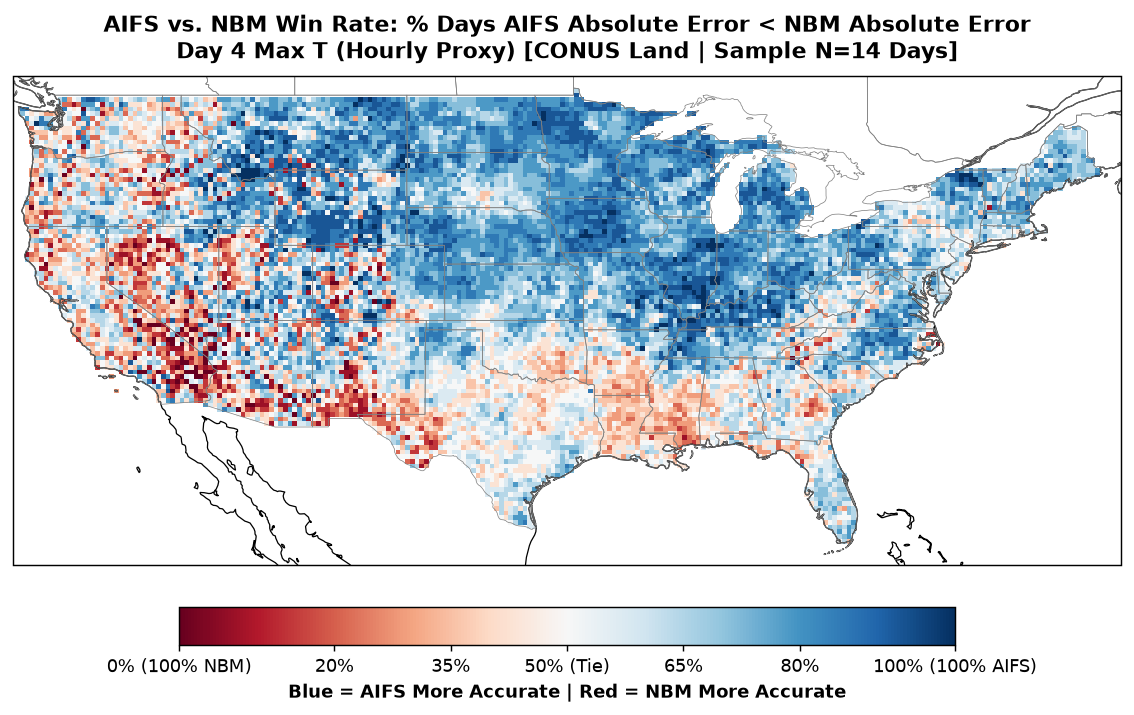 AIFS vs. NBM Win Rate: % Days AIFS Absolute Error < NBM Absolute Error
Day 4 Max T (Hourly Proxy) [CONUS Land | Sample N=14 Days]
0% (100% NBM) 20% 35% 50% (Tie) 65% 80% 100% (100% AIFS)
Blue = AIFS More Accurate | Red = NBM More Accurate